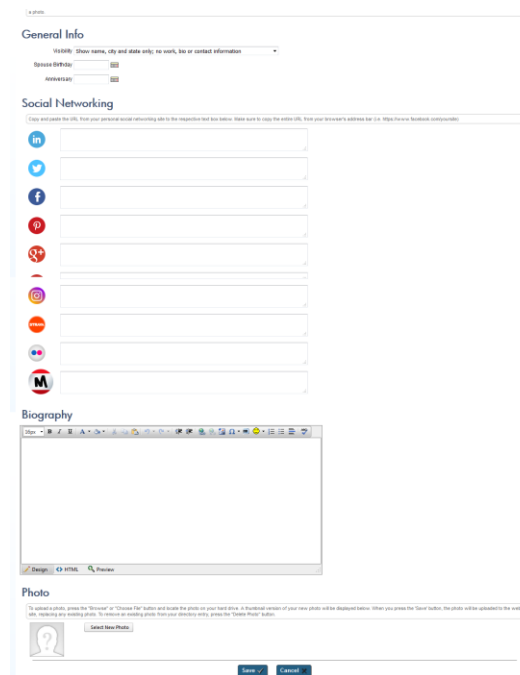 a photo.
General Info
Visibility Show name, city and state only; no work, bio or contact information
Spouse Birthday
Anniversary
Social Networking
Copy and paste the URL from your personal social networking site to the respective text box below. Make sure to copy the entire URL from your browser's address bar (i.e. https://www.facebook.com/yoursite).
in
f
g+
STRAVA
M
Biography
B I U A
Design HTML Preview
Photo
To upload a photo, press the "Browse" or "Choose File" button and locate the photo on your hard drive. A thumbnail version of your new photo will be displayed below. When you press the 'Save' button, the photo will be uploaded to the web
site, replacing any existing photo. To remove an existing photo from your directory entry, press the "Delete Photo" button.
? Select New Photo
Save Cancel